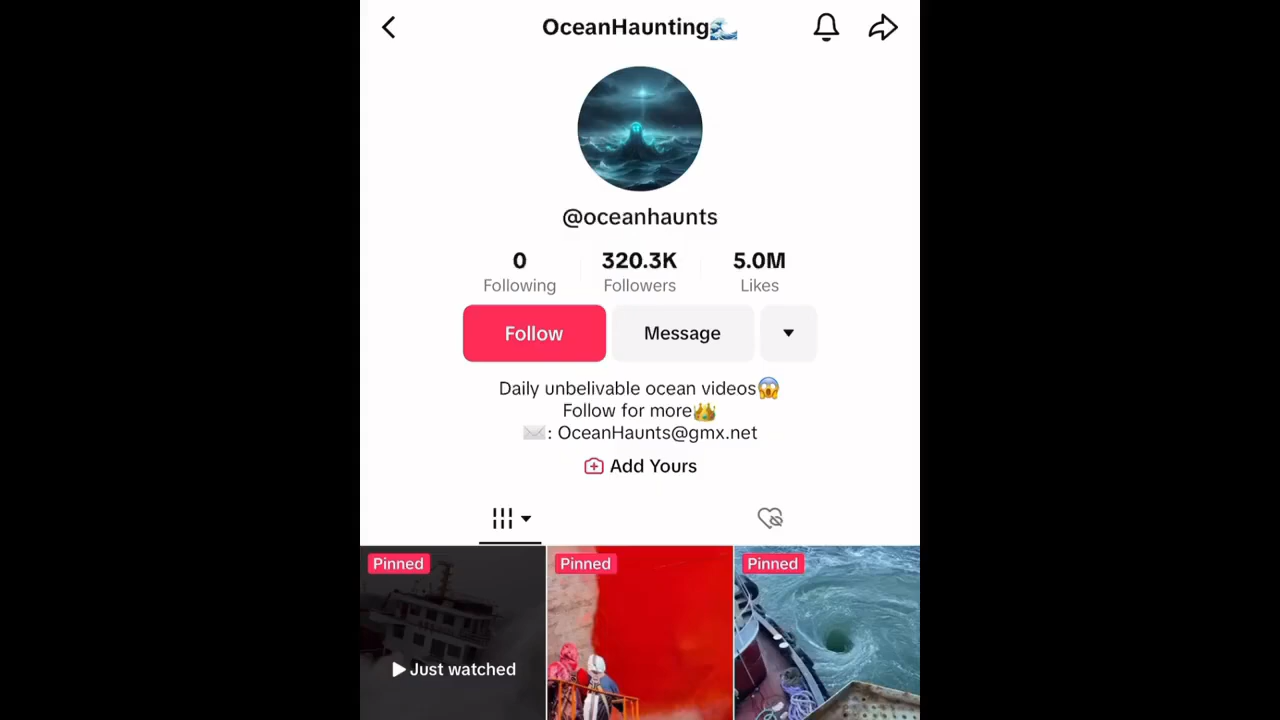 OceanHaunting🌊
@oceanhaunts
0 320.3K 5.0M
Following Followers Likes
Follow Message
Daily unbelivable ocean videos😱
Follow for more👑
✉️: OceanHaunts@gmx.net
Add Yours
Pinned Pinned Pinned
Just watched